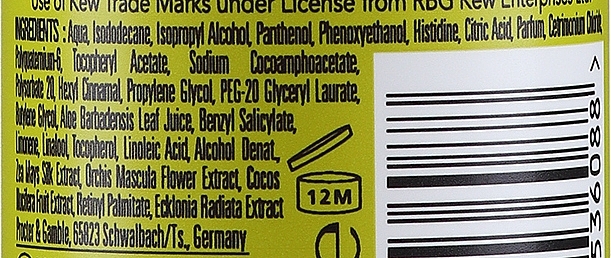 Use of Kew Trade Marks under License from RBG Kew Enterprises
INGREDIENTS : Aqua, Isododecane, Isopropyl Alcohol, Panthenol, Phenoxyethanol, Histidine, Citric Acid, Parfum, Cetrimonium Chloride,
Polyquaternium-6, Tocopheryl Acetate, Sodium Cocoamphoacetate,
Polysorbate 20, Hexyl Cinnamal, Propylene Glycol, PEG-20 Glyceryl Laurate,
Butylene Glycol, Aloe Barbadensis Leaf Juice, Benzyl Salicylate,
Limonene, Linalool, Tocopherol, Linoleic Acid, Alcohol Denat.,
Zea Mays Silk Extract, Orchis Mascula Flower Extract, Cocos
Nucifera Fruit Extract, Retinyl Palmitate, Ecklonia Radiata Extract
Procter & Gamble, 65823 Schwalbach/Ts., Germany
12M
536088 >